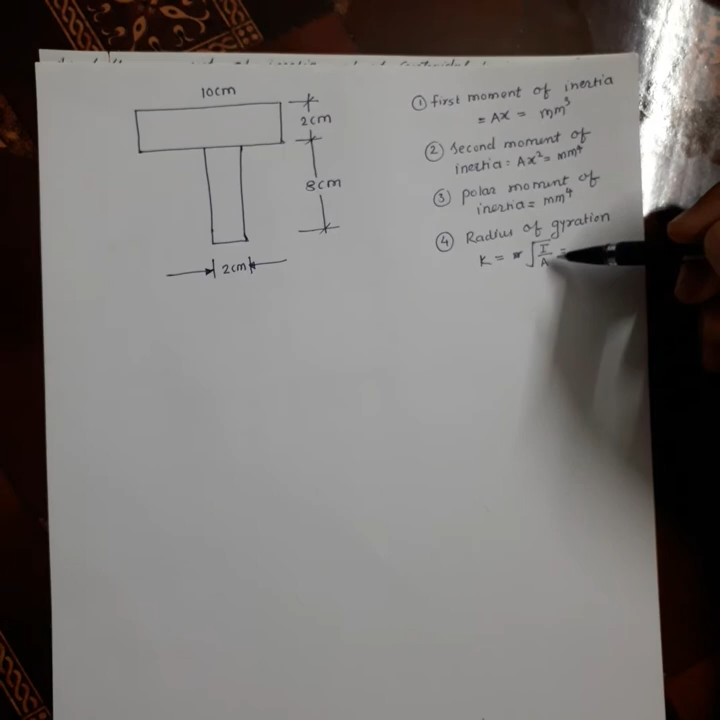 10cm
2cm
8cm
2cm
① first moment of inertia
= Ax = mm³
② second moment of
inertia = Ax² = mm⁴
③ polar moment of
inertia = mm⁴
④ Radius of gyration
K = √I/A =